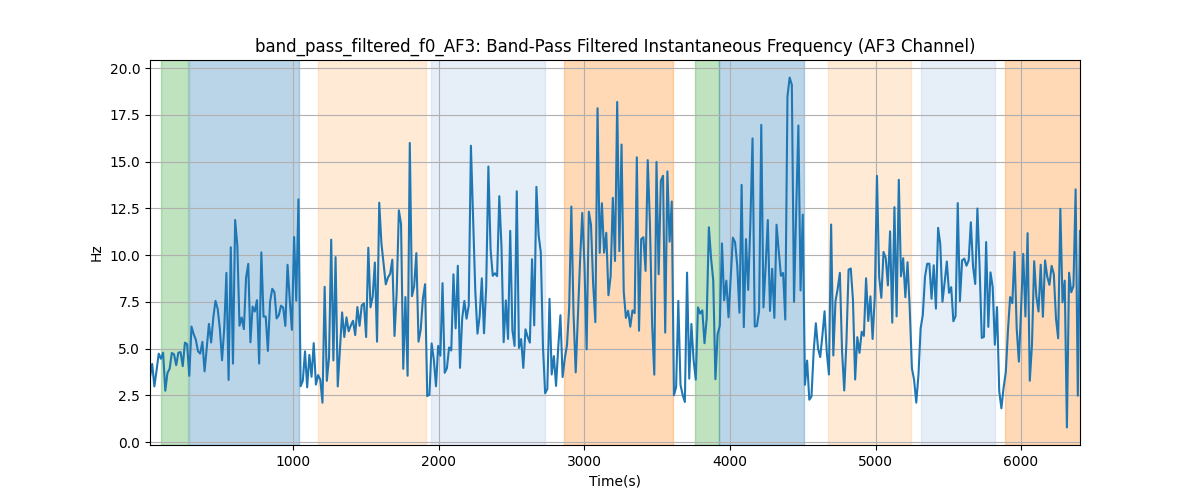 band_pass_filtered_f0_AF3: Band-Pass Filtered Instantaneous Frequency (AF3 Channel)
20.0
17.5
15.0
12.5
10.0
7.5
5.0
2.5
0.0
Hz
1000 2000 3000 4000 5000 6000
Time(s)